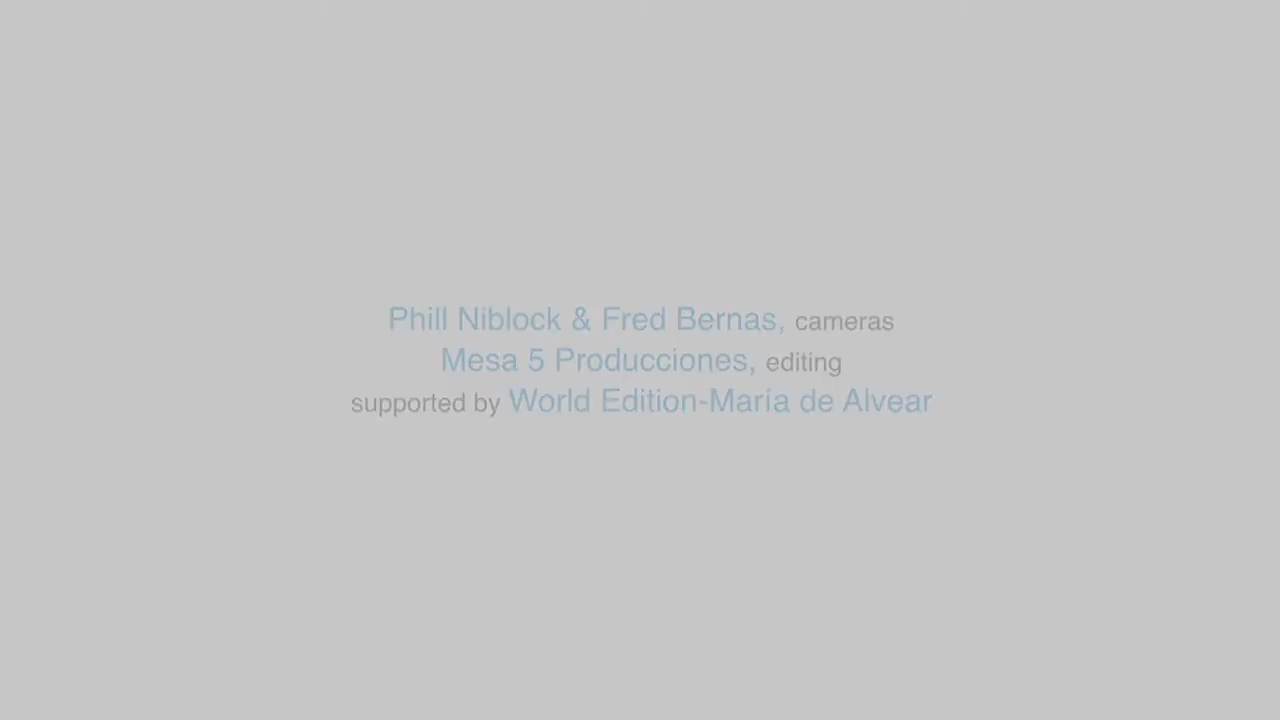 Phill Niblock & Fred Bernas, cameras
Mesa 5 Producciones, editing
supported by World Edition-María de Alvear